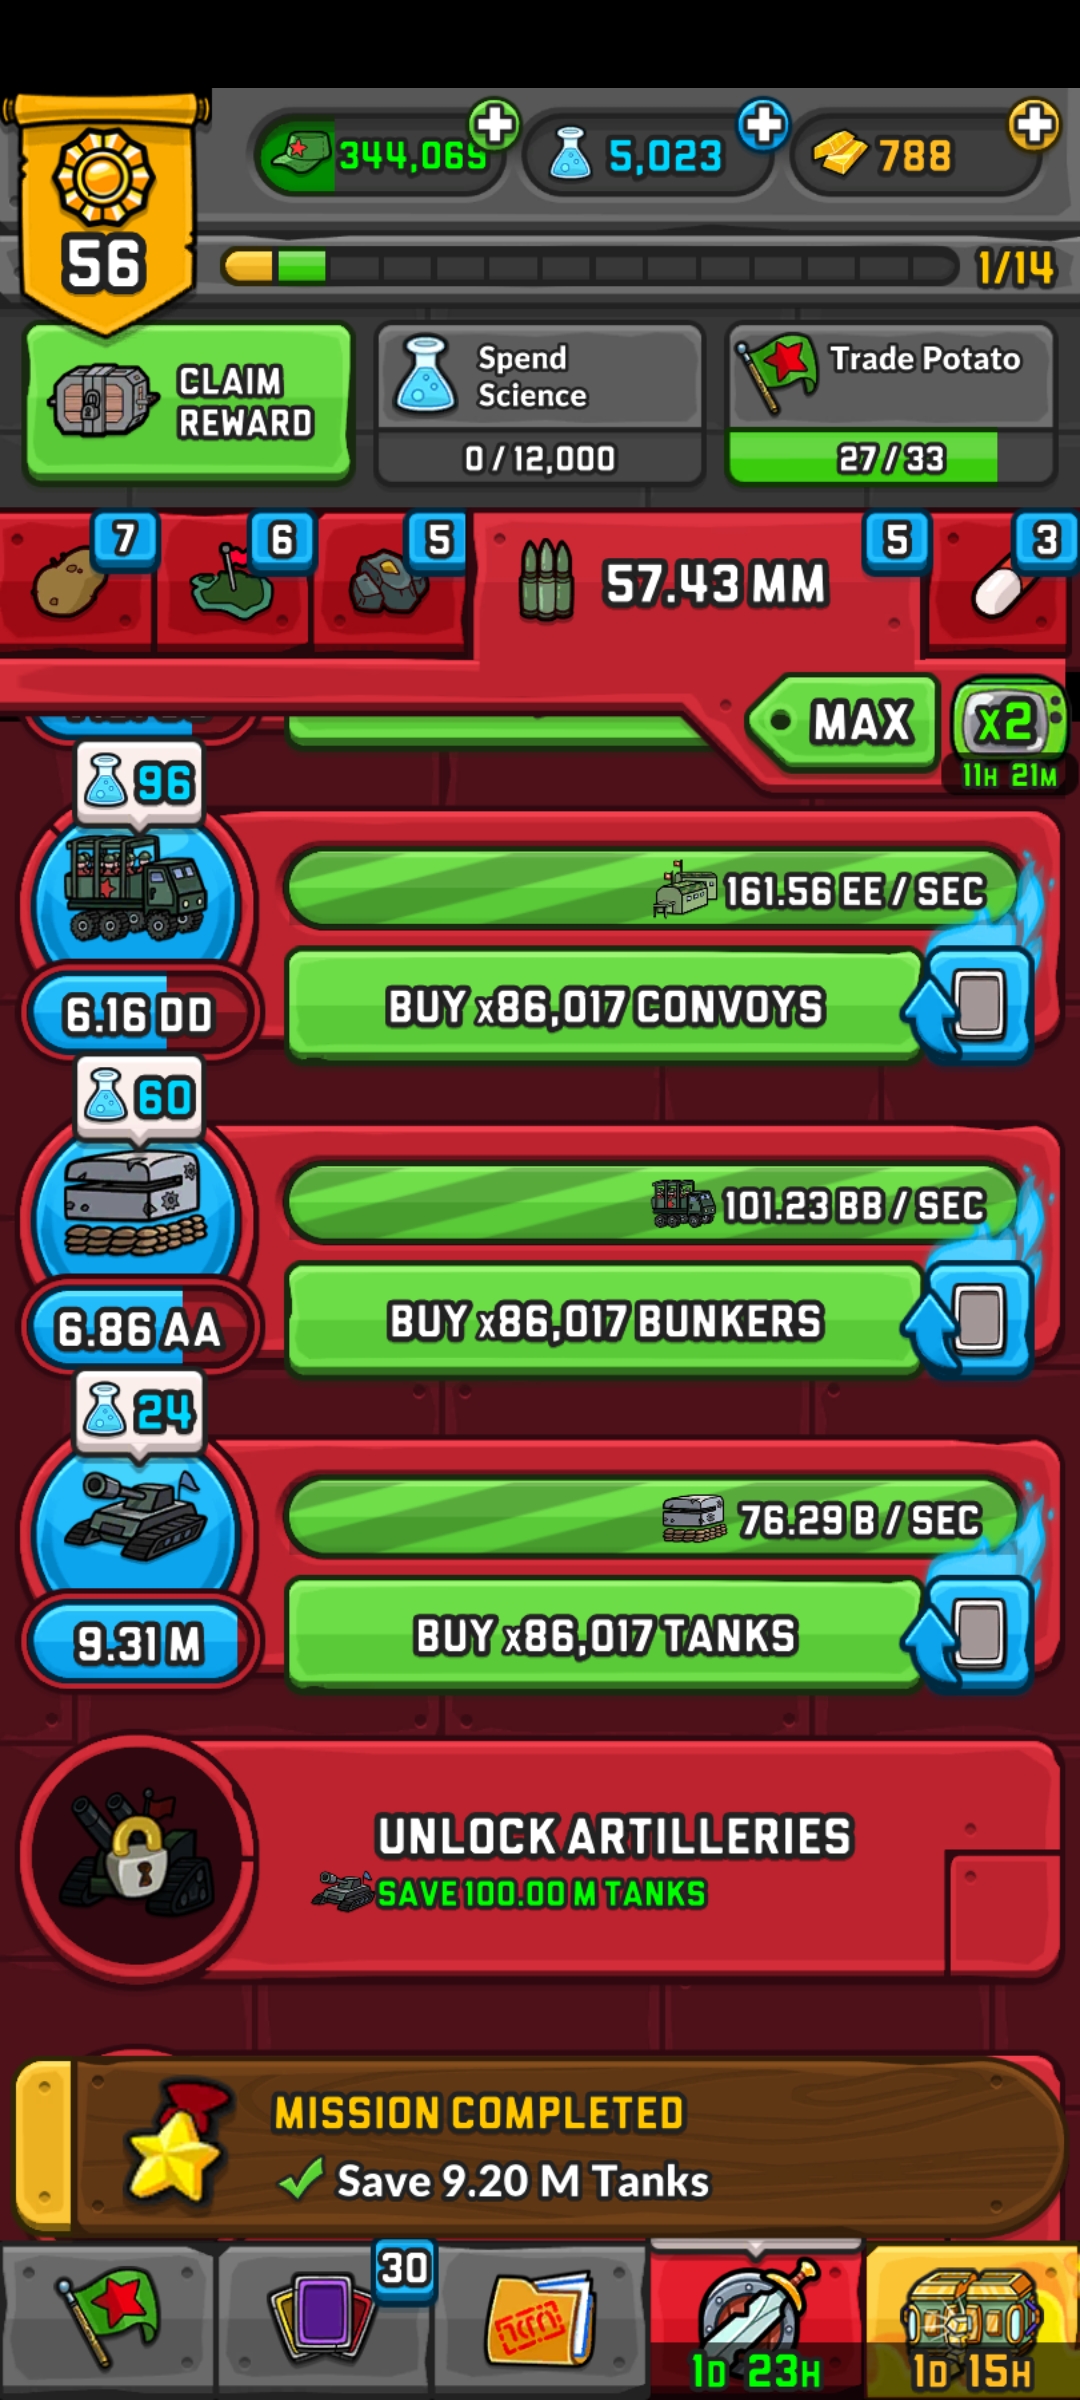 344,069
5,023
788
56
1/14
CLAIM
REWARD
Spend
Science
0 / 12,000
Trade Potato
27 / 33
7
6
5
57.43 MM
5
3
MAX
x2
11H 21M
96
161.56 EE / SEC
6.16 DD
BUY x86,017 CONVOYS
60
101.23 BB / SEC
6.86 AA
BUY x86,017 BUNKERS
24
76.29 B / SEC
9.31 M
BUY x86,017 TANKS
UNLOCK ARTILLERIES
SAVE 100.00 M TANKS
MISSION COMPLETED
Save 9.20 M Tanks
30
1D 23H
1D 15H